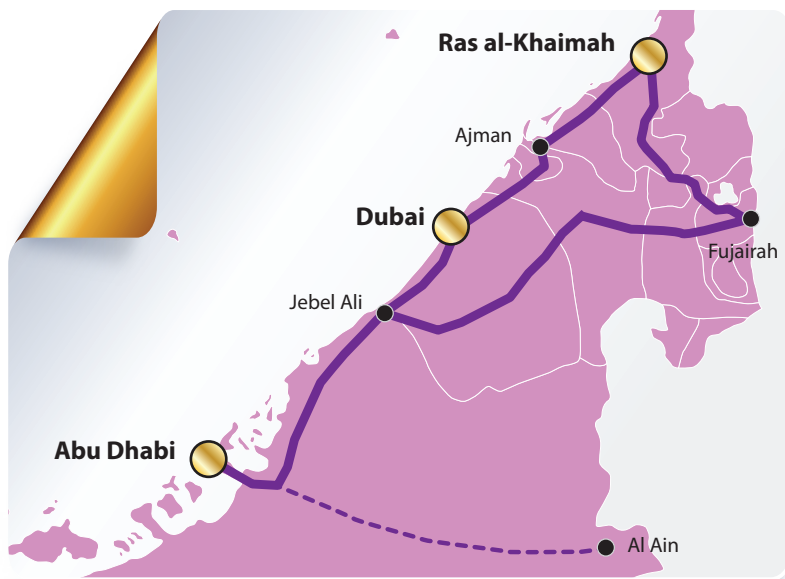 Ras al-Khaimah
Ajman
Dubai
Fujairah
Jebel Ali
Abu Dhabi
Al Ain